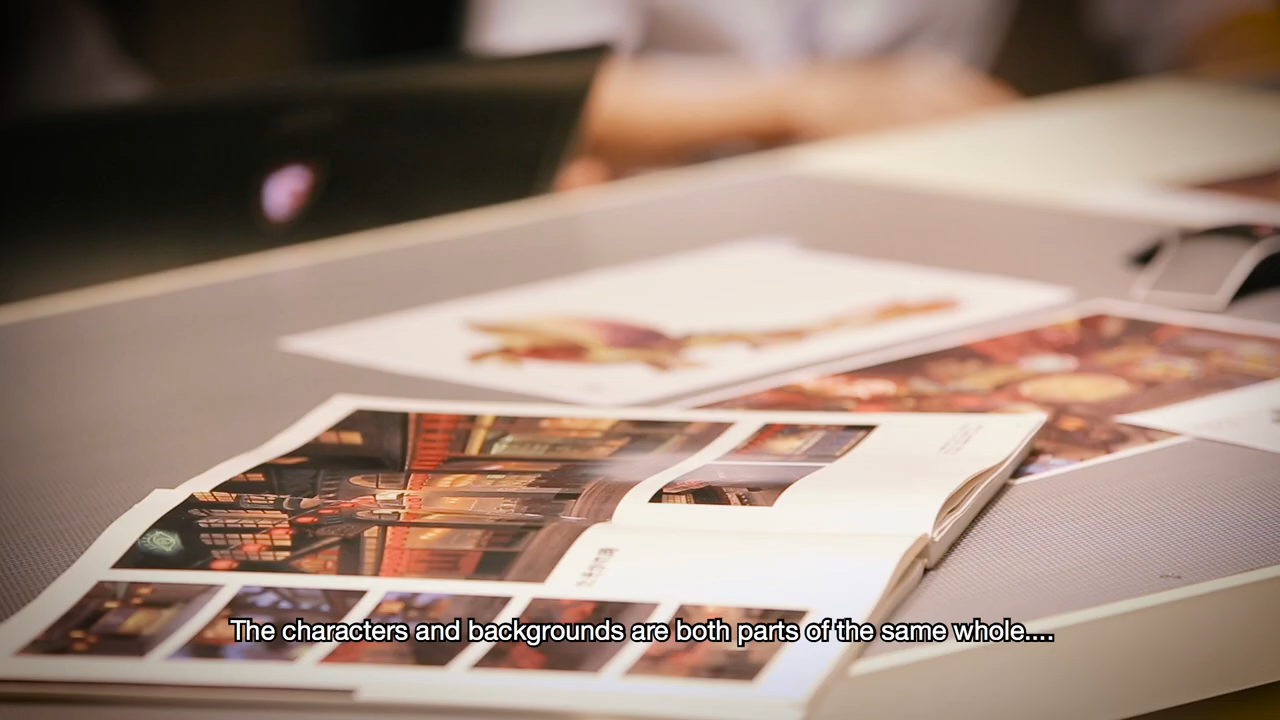 The characters and backgrounds are both parts of the same whole....